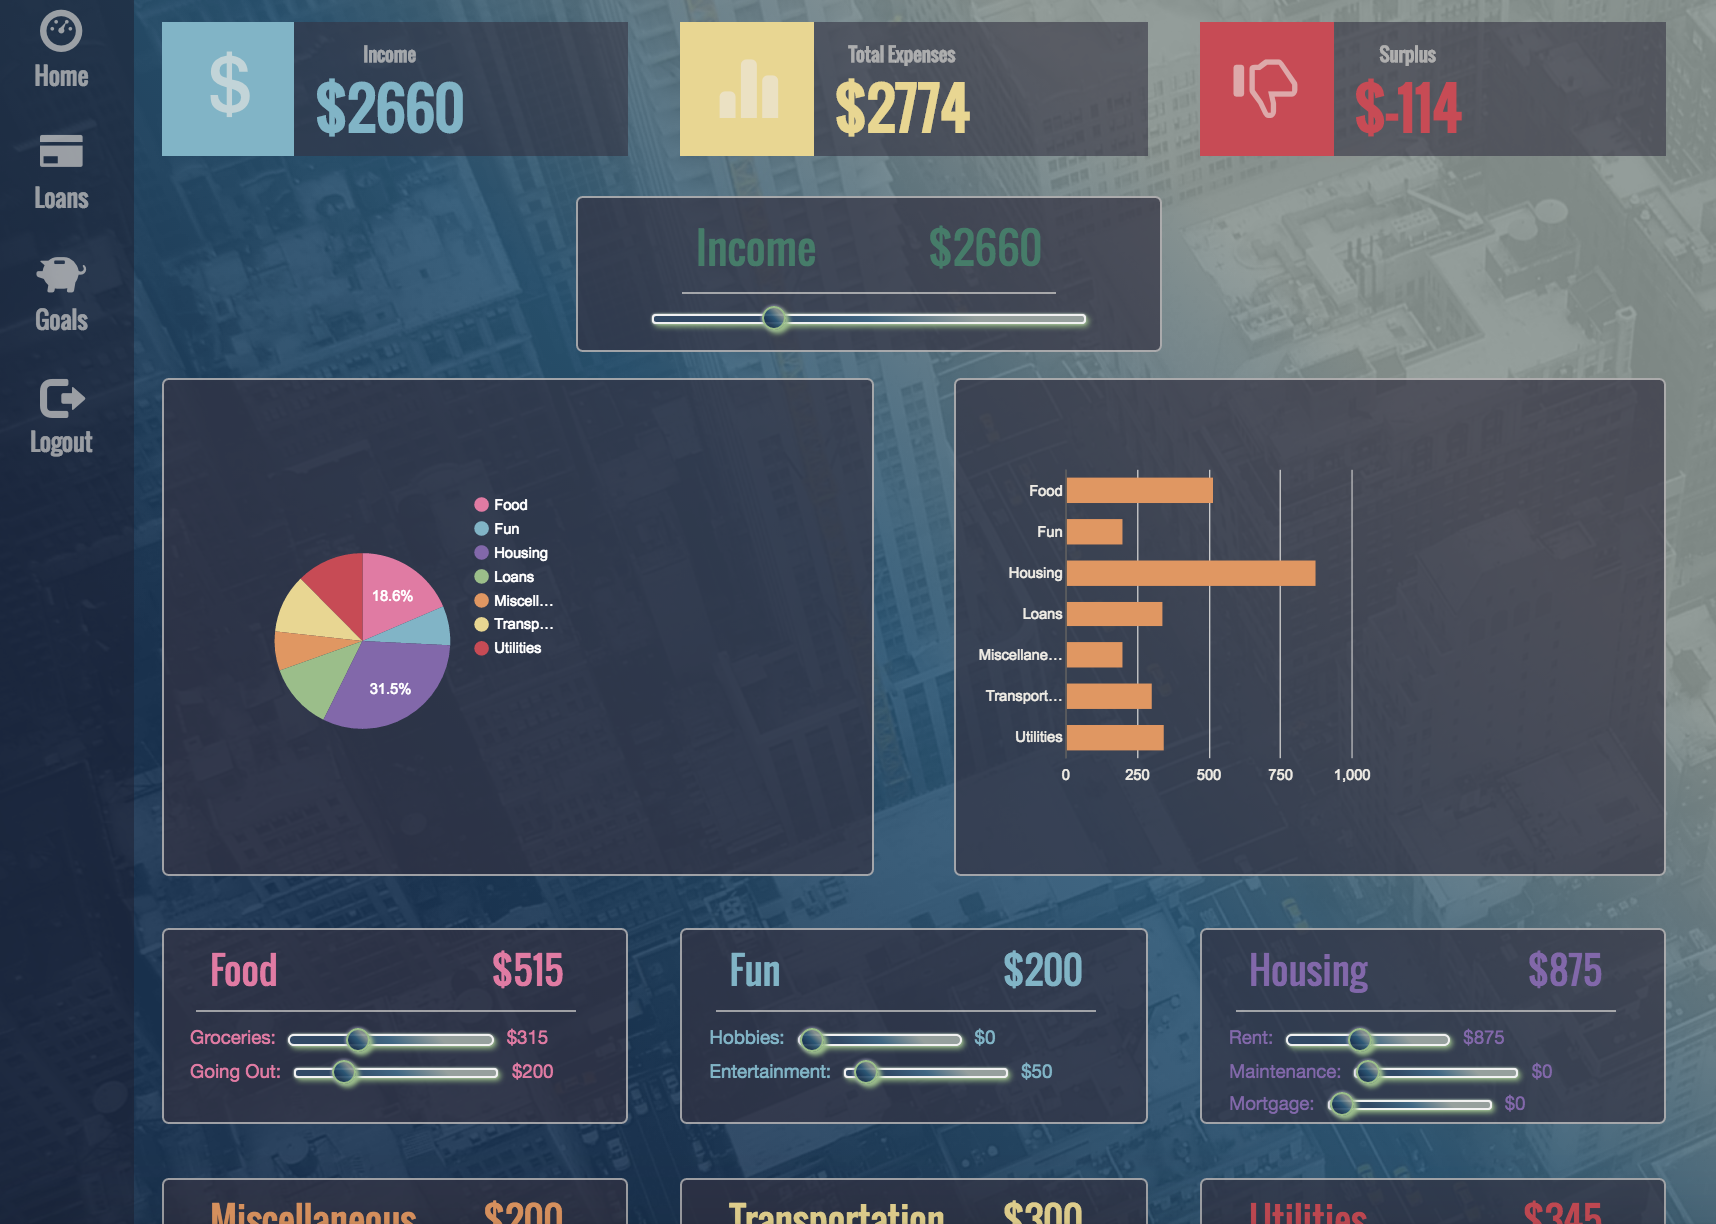 Home
Loans
Goals
Logout
Income
$2660
Total Expenses
$2774
Surplus
$-114
Income $2660
Food
Fun
Housing
Loans
Miscell...
Transp...
Utilities
18.6%
31.5%
Food
Fun
Housing
Loans
Miscellane...
Transport...
Utilities
0 250 500 750 1,000
Food $515
Groceries: $315
Going Out: $200
Fun $200
Hobbies: $0
Entertainment: $50
Housing $875
Rent: $875
Maintenance: $0
Mortgage: $0
Miscellaneous $200
Transportation $300
Utilities $345